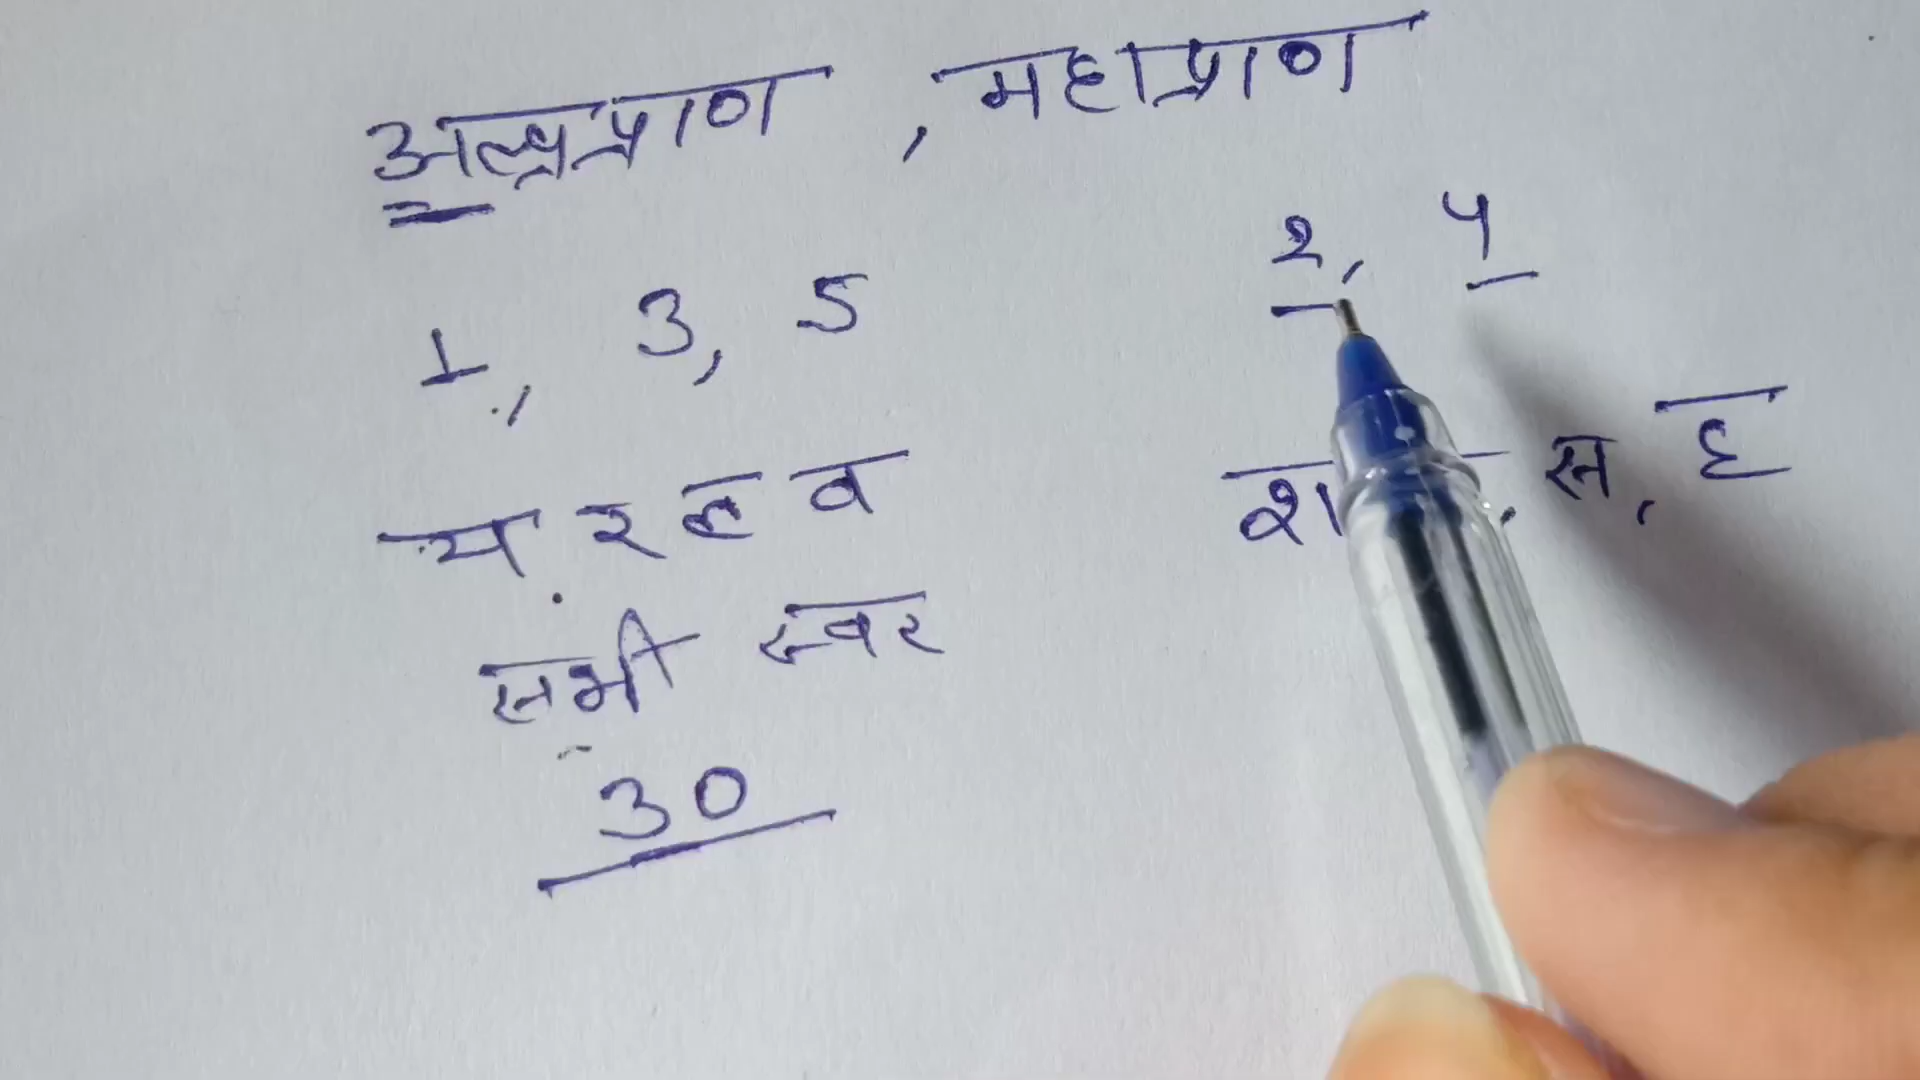 अल्पप्राण , महाप्राण
1, 3, 5
2, 4
य र ल व
श , स , ह
सभी स्वर
30